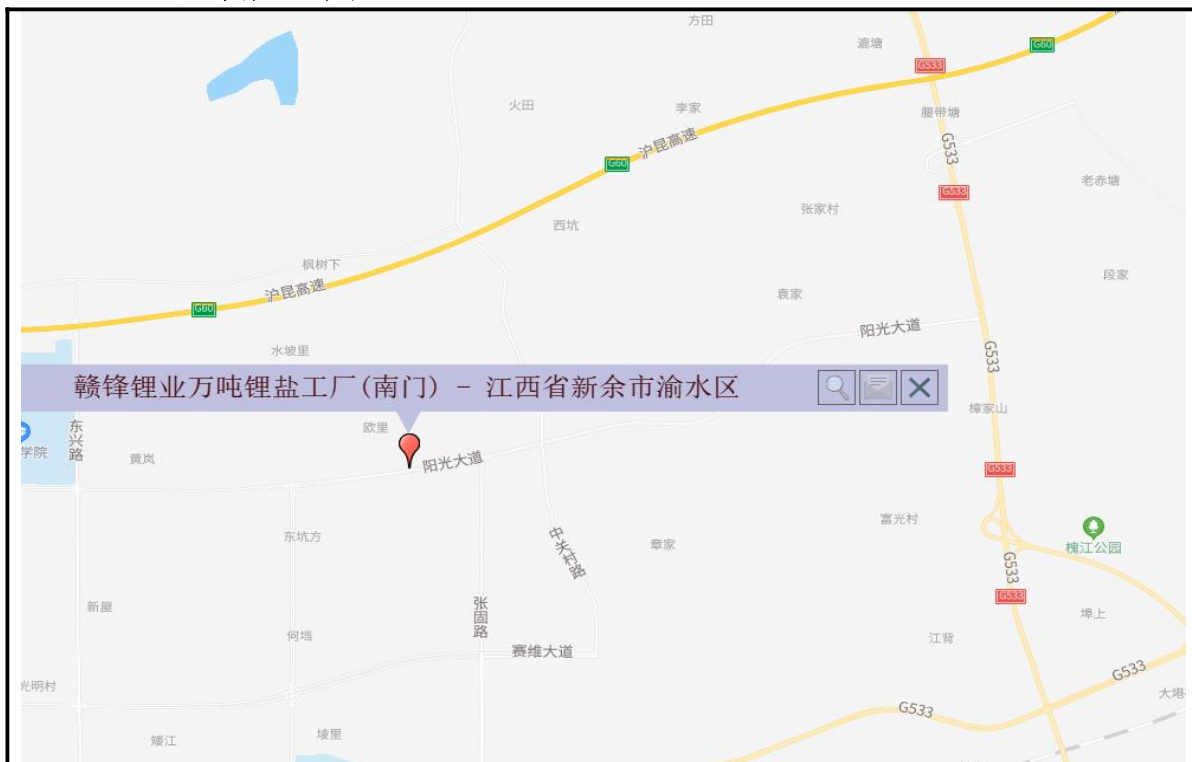 方田
漉塘
G60
G533
火田
李家
腰带塘
沪昆高速
G533
G60
G533
老赤塘
张家村
西坑
枫树下
段家
沪昆高速
袁家
G60
阳光大道
水坡里
G533
赣锋锂业万吨锂盐工厂(南门) - 江西省新余市渝水区
樟家山
东兴路
欧里
学院
黄岚
阳光大道
G533
富光村
东坑方
中关村路
章家
槐江公园
G533
G533
新屋
张固路
埠上
何垱
江背
赛维大道
G533
光明村
大塘
G533
矮江
堎里